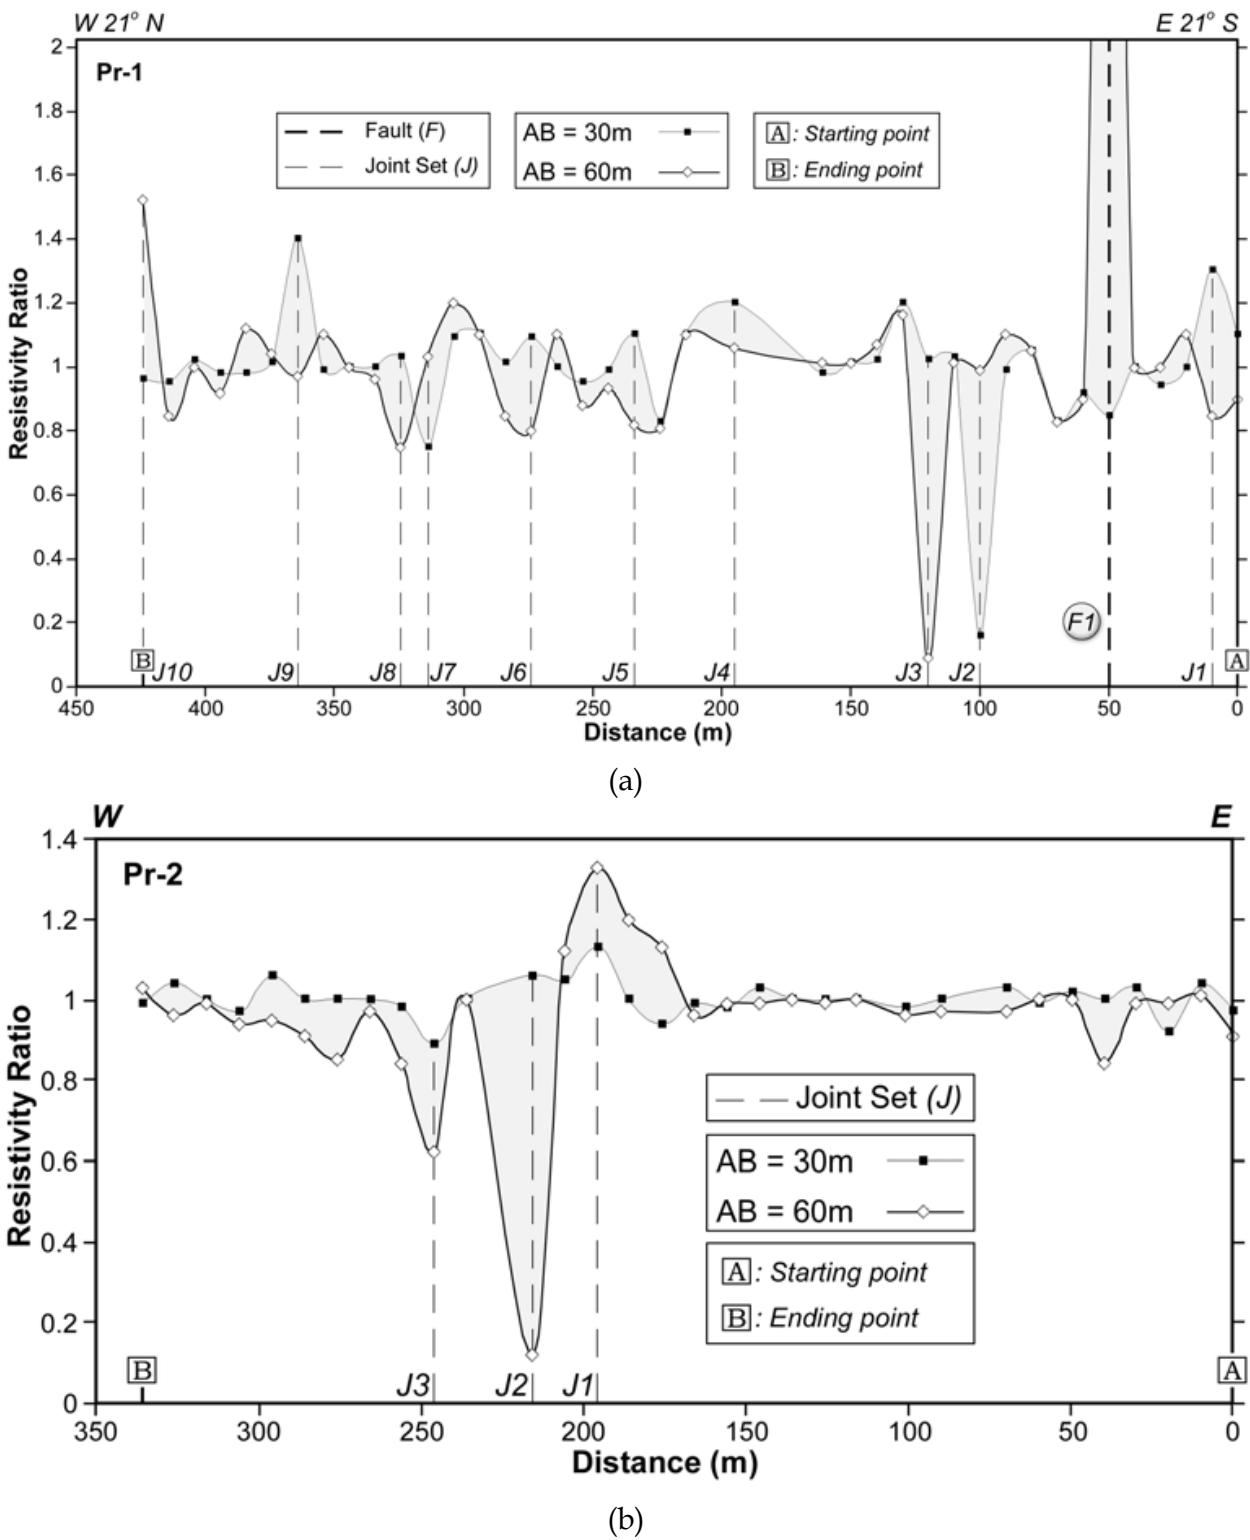 W 21° N E 21° S
Pr-1
Fault (F)
Joint Set (J)
AB = 30m
AB = 60m
A : Starting point
B : Ending point
Resistivity Ratio
2
1.8
1.6
1.4
1.2
1
0.8
0.6
0.4
0.2
0
F1
B J10 J9 J8 J7 J6 J5 J4 J3 J2 J1 A
450 400 350 300 250 200 150 100 50 0
Distance (m)
(a)
W E
Pr-2
Resistivity Ratio
1.4
1.2
1
0.8
0.6
0.4
0.2
0
Joint Set (J)
AB = 30m
AB = 60m
A : Starting point
B : Ending point
B J3 J2 J1 A
350 300 250 200 150 100 50 0
Distance (m)
(b)